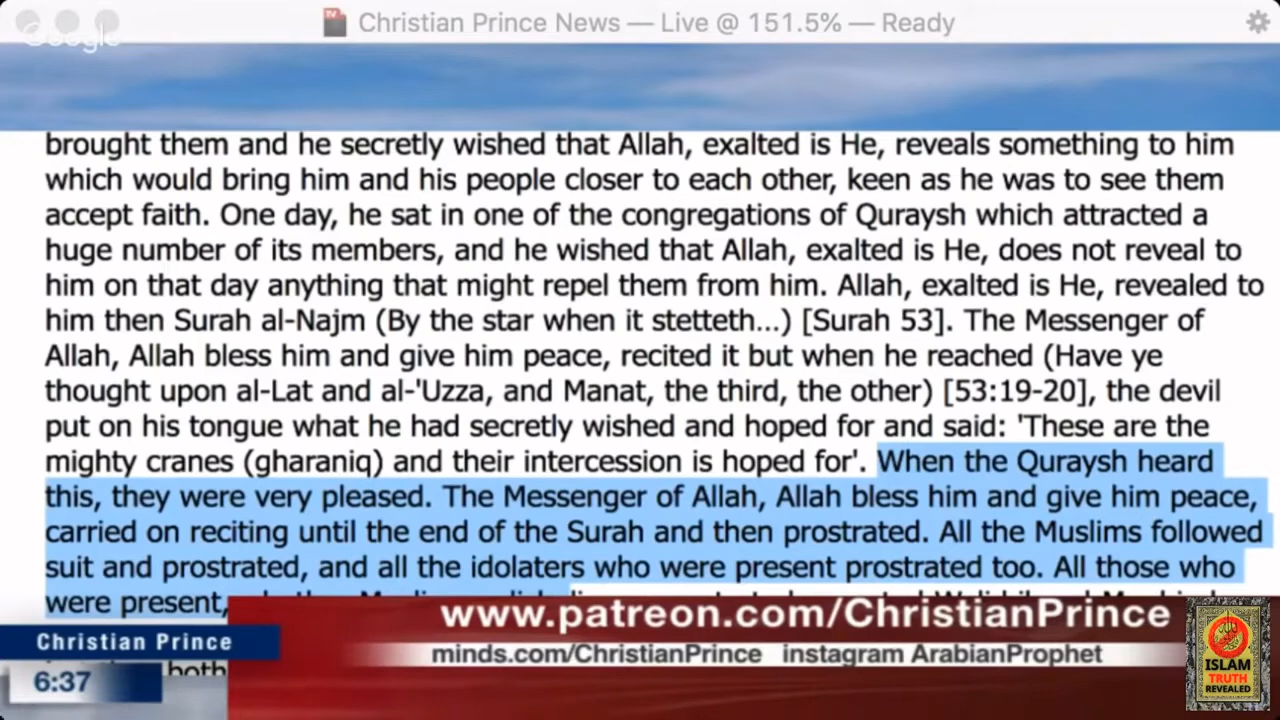 Christian Prince News — Live @ 151.5% — Ready
Google
brought them and he secretly wished that Allah, exalted is He, reveals something to him
which would bring him and his people closer to each other, keen as he was to see them
accept faith. One day, he sat in one of the congregations of Quraysh which attracted a
huge number of its members, and he wished that Allah, exalted is He, does not reveal to
him on that day anything that might repel them from him. Allah, exalted is He, revealed to
him then Surah al-Najm (By the star when it stetteth...) [Surah 53]. The Messenger of
Allah, Allah bless him and give him peace, recited it but when he reached (Have ye
thought upon al-Lat and al-'Uzza, and Manat, the third, the other) [53:19-20], the devil
put on his tongue what he had secretly wished and hoped for and said: 'These are the
mighty cranes (gharaniq) and their intercession is hoped for'. When the Quraysh heard
this, they were very pleased. The Messenger of Allah, Allah bless him and give him peace,
carried on reciting until the end of the Surah and then prostrated. All the Muslims followed
suit and prostrated, and all the idolaters who were present prostrated too. All those who
were present,
both
www.patreon.com/ChristianPrince
minds.com/ChristianPrince instagram ArabianProphet
Christian Prince
6:37
ISLAM
TRUTH
REVEALED